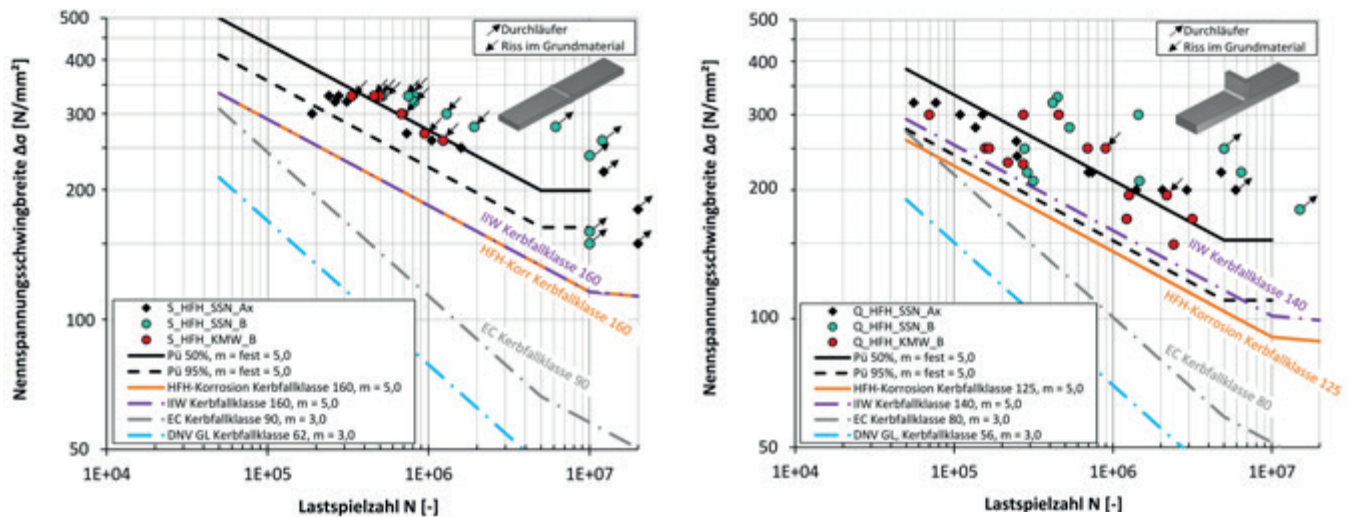 Nennspannungsschwingbreite Δσ [N/mm²]
500
400
300
200
100
50
Durchläufer
Riss im Grundmaterial
IIW Kerbfallklasse 160
HFH-Korr Kerbfallklasse 160
EC Kerbfallklasse 90
S_HFH_SSN_Ax
S_HFH_SSN_B
S_HFH_KMW_B
Pü 50%, m = fest = 5,0
Pü 95%, m = fest = 5,0
HFH-Korrosion Kerbfallklasse 160, m = 5,0
IIW Kerbfallklasse 160, m = 5,0
EC Kerbfallklasse 90, m = 3,0
DNV GL Kerbfallklasse 62, m = 3,0
1E+04 1E+05 1E+06 1E+07
Lastspielzahl N [-]
Nennspannungsschwingbreite Δσ [N/mm²]
500
400
300
200
100
50
Durchläufer
Riss im Grundmaterial
IIW Kerbfallklasse 140
HFH-Korrosion Kerbfallklasse 125
EC Kerbfallklasse 80
Q_HFH_SSN_Ax
Q_HFH_SSN_B
Q_HFH_KMW_B
Pü 50%, m = fest = 5,0
Pü 95%, m = fest = 5,0
HFH-Korrosion Kerbfallklasse 125, m = 5,0
IIW Kerbfallklasse 140, m = 5,0
EC Kerbfallklasse 80, m = 3,0
DNV GL, Kerbfallklasse 56, m = 3,0
1E+04 1E+05 1E+06 1E+07
Lastspielzahl N [-]